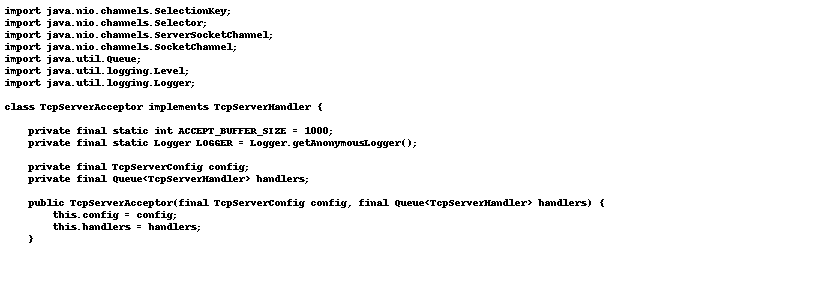 import java.nio.channels.SelectionKey;
import java.nio.channels.Selector;
import java.nio.channels.ServerSocketChannel;
import java.nio.channels.SocketChannel;
import java.util.Queue;
import java.util.logging.Level;
import java.util.logging.Logger;
class TcpServerAcceptor implements TcpServerHandler {
private final static int ACCEPT_BUFFER_SIZE = 1000;
private final static Logger LOGGER = Logger.getAnonymousLogger();
private final TcpServerConfig config;
private final Queue<TcpServerHandler> handlers;
public TcpServerAcceptor(final TcpServerConfig config, final Queue<TcpServerHandler> handlers) {
this.config = config;
this.handlers = handlers;
}